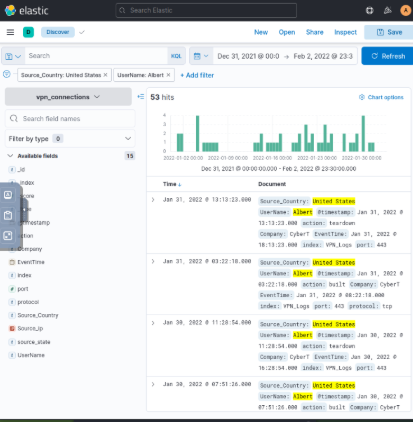 elastic
Search Elastic
D Discover
New Open Share Inspect Save
Search KQL Dec 31, 2021 @ 00:0 → Feb 2, 2022 @ 23:3 Refresh
Source_Country: United States × UserName: Albert × + Add filter
vpn_connections
Search field names
Filter by type 0
Available fields 15
_id
_index
action
Company
EventTime
index
port
protocol
Source_Country
Source_ip
source_state
UserName
53 hits
Chart options
4
3
2
1
0
2022-01-02 00:00 2022-01-09 00:00 2022-01-16 00:00 2022-01-23 00:00 2022-01-30 00:00
Dec 31, 2021 @ 00:00:00.000 - Feb 2, 2022 @ 23:30:00.000
Time ↓ Document
Jan 31, 2022 @ 13:13:23.000 Source_Country: United States
UserName: Albert @timestamp: Jan 31, 2022 @
13:13:23.000 action: teardown
Company: CyberT EventTime: Jan 31, 2022 @
18:13:23.000 index: VPN_Logs port: 443
Jan 31, 2022 @ 03:22:18.000 Source_Country: United States
UserName: Albert @timestamp: Jan 31, 2022 @
03:22:18.000 action: built Company: CyberT
EventTime: Jan 31, 2022 @ 08:22:18.000
index: VPN_Logs port: 443 protocol: tcp
Jan 30, 2022 @ 11:28:54.000 Source_Country: United States
UserName: Albert @timestamp: Jan 30, 2022 @
11:28:54.000 action: teardown
Company: CyberT EventTime: Jan 30, 2022 @
16:28:54.000 index: VPN_Logs port: 443
Jan 30, 2022 @ 07:51:26.000 Source_Country: United States
UserName: Albert @timestamp: Jan 30, 2022 @
07:51:26.000 action: built Company: CyberT